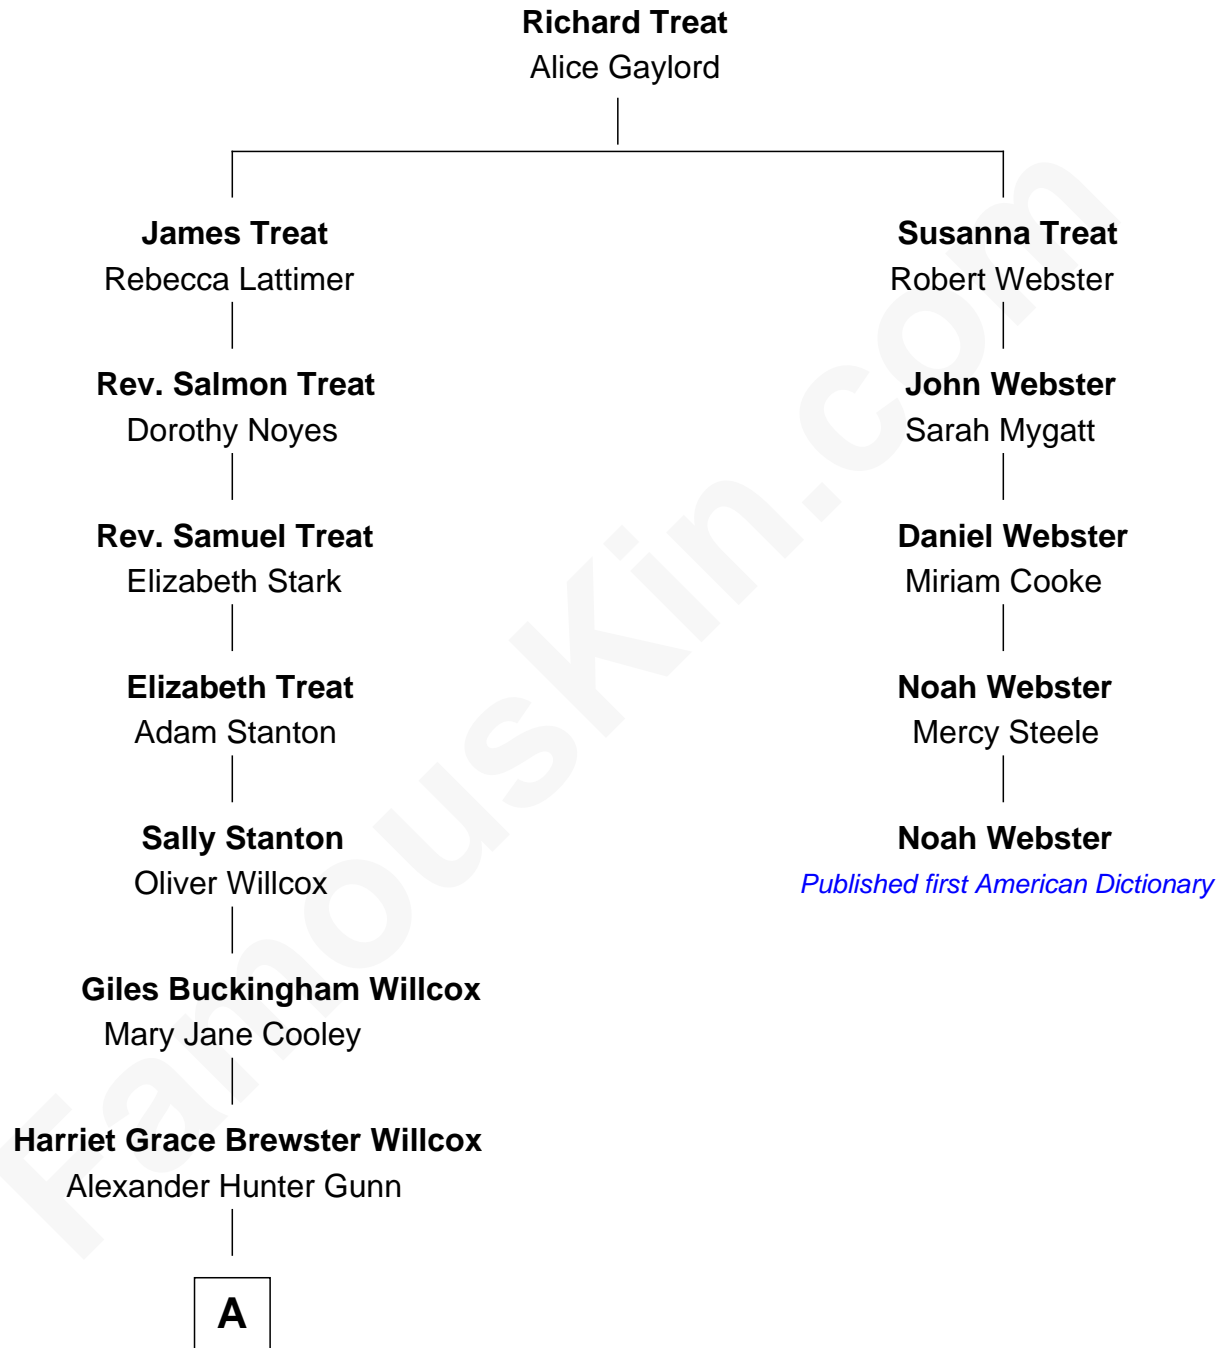 Richard Treat
Alice Gaylord
James Treat
Rebecca Lattimer
Susanna Treat
Robert Webster
Rev. Salmon Treat
Dorothy Noyes
John Webster
Sarah Mygatt
Rev. Samuel Treat
Elizabeth Stark
Daniel Webster
Miriam Cooke
Elizabeth Treat
Adam Stanton
Noah Webster
Mercy Steele
Sally Stanton
Oliver Willcox
Noah Webster
Published first American Dictionary
Giles Buckingham Willcox
Mary Jane Cooley
Harriet Grace Brewster Willcox
Alexander Hunter Gunn
A
FamousKin.com